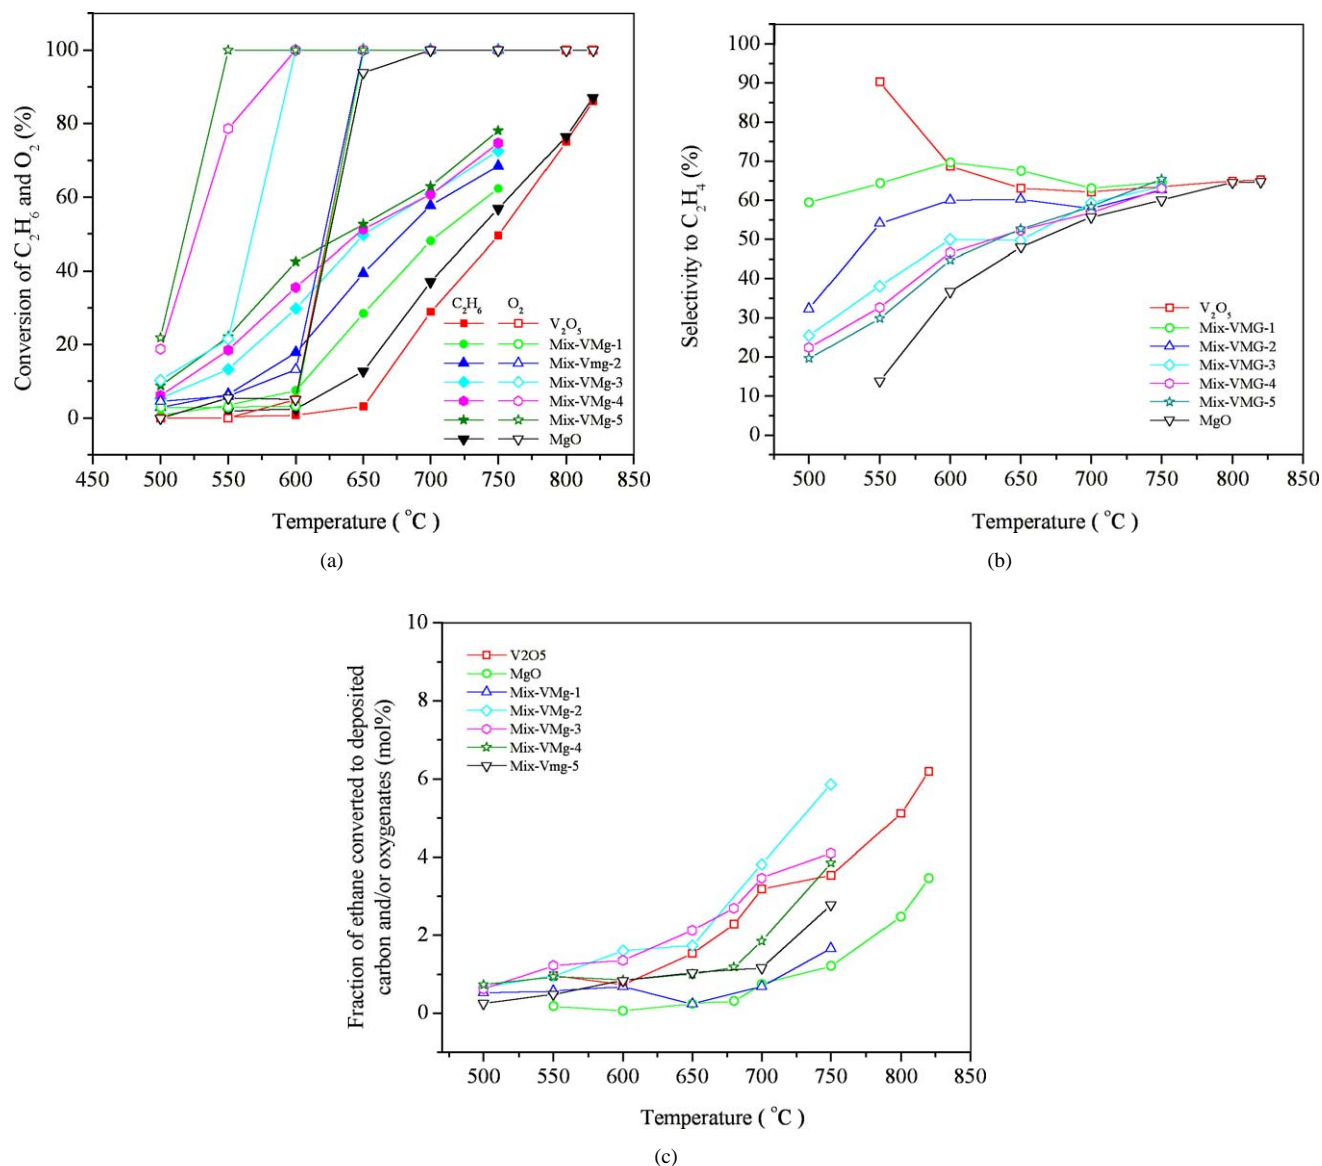 100
80
60
40
20
0
Conversion of C₂H₆ and O₂ (%)
C₂H₆ O₂
V₂O₅
Mix-VMg-1
Mix-Vmg-2
Mix-VMg-3
Mix-VMg-4
Mix-VMg-5
MgO
450 500 550 600 650 700 750 800 850
Temperature ( °C )
(a)
100
90
80
70
60
50
40
30
20
10
0
Selectivity to C₂H₄ (%)
V₂O₅
Mix-VMG-1
Mix-VMG-2
Mix-VMG-3
Mix-VMG-4
Mix-VMG-5
MgO
500 550 600 650 700 750 800 850
Temperature ( °C )
(b)
10
8
6
4
2
0
Fraction of ethane converted to deposited
carbon and/or oxygenates (mol%)
V2O5
MgO
Mix-VMg-1
Mix-VMg-2
Mix-VMg-3
Mix-VMg-4
Mix-Vmg-5
500 550 600 650 700 750 800 850
Temperature ( °C )
(c)